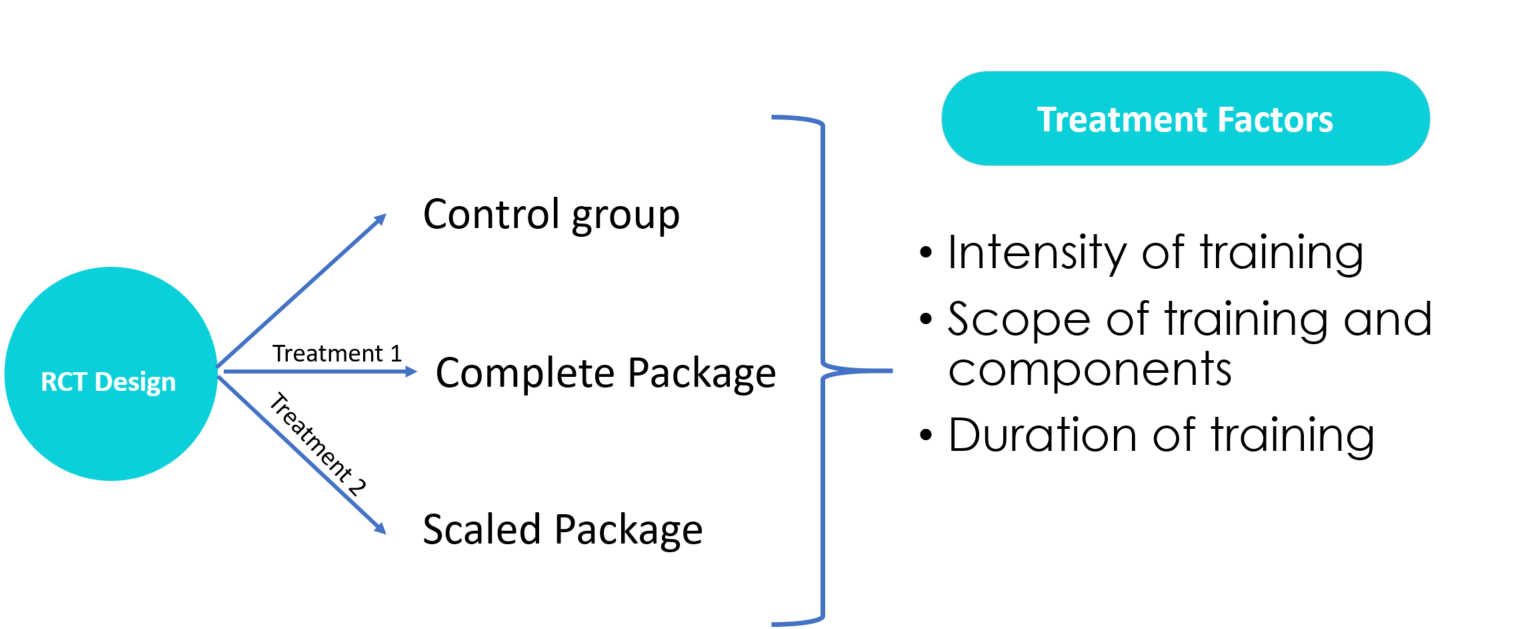 Treatment Factors
Control group
• Intensity of training
• Scope of training and
components
Treatment 1
Complete Package
RCT Design
• Duration of training
Treatment 2
Scaled Package